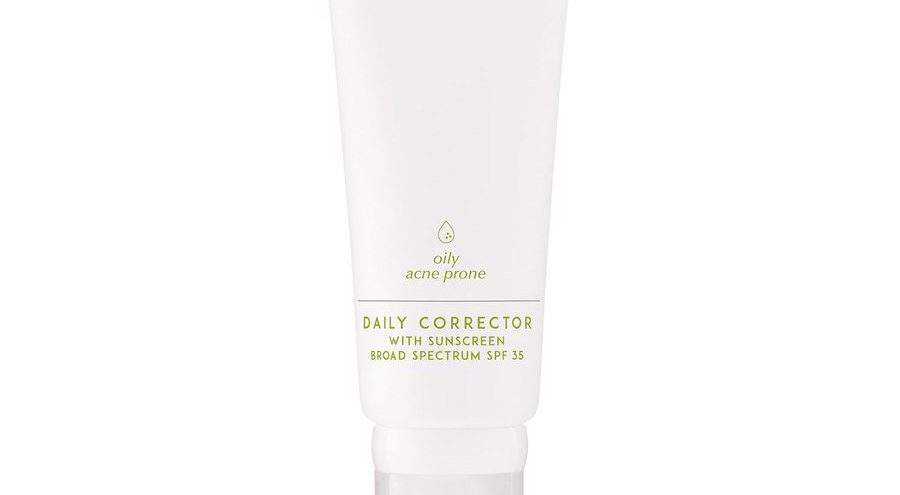 oily
acne prone
DAILY CORRECTOR
WITH SUNSCREEN
BROAD SPECTRUM SPF 35